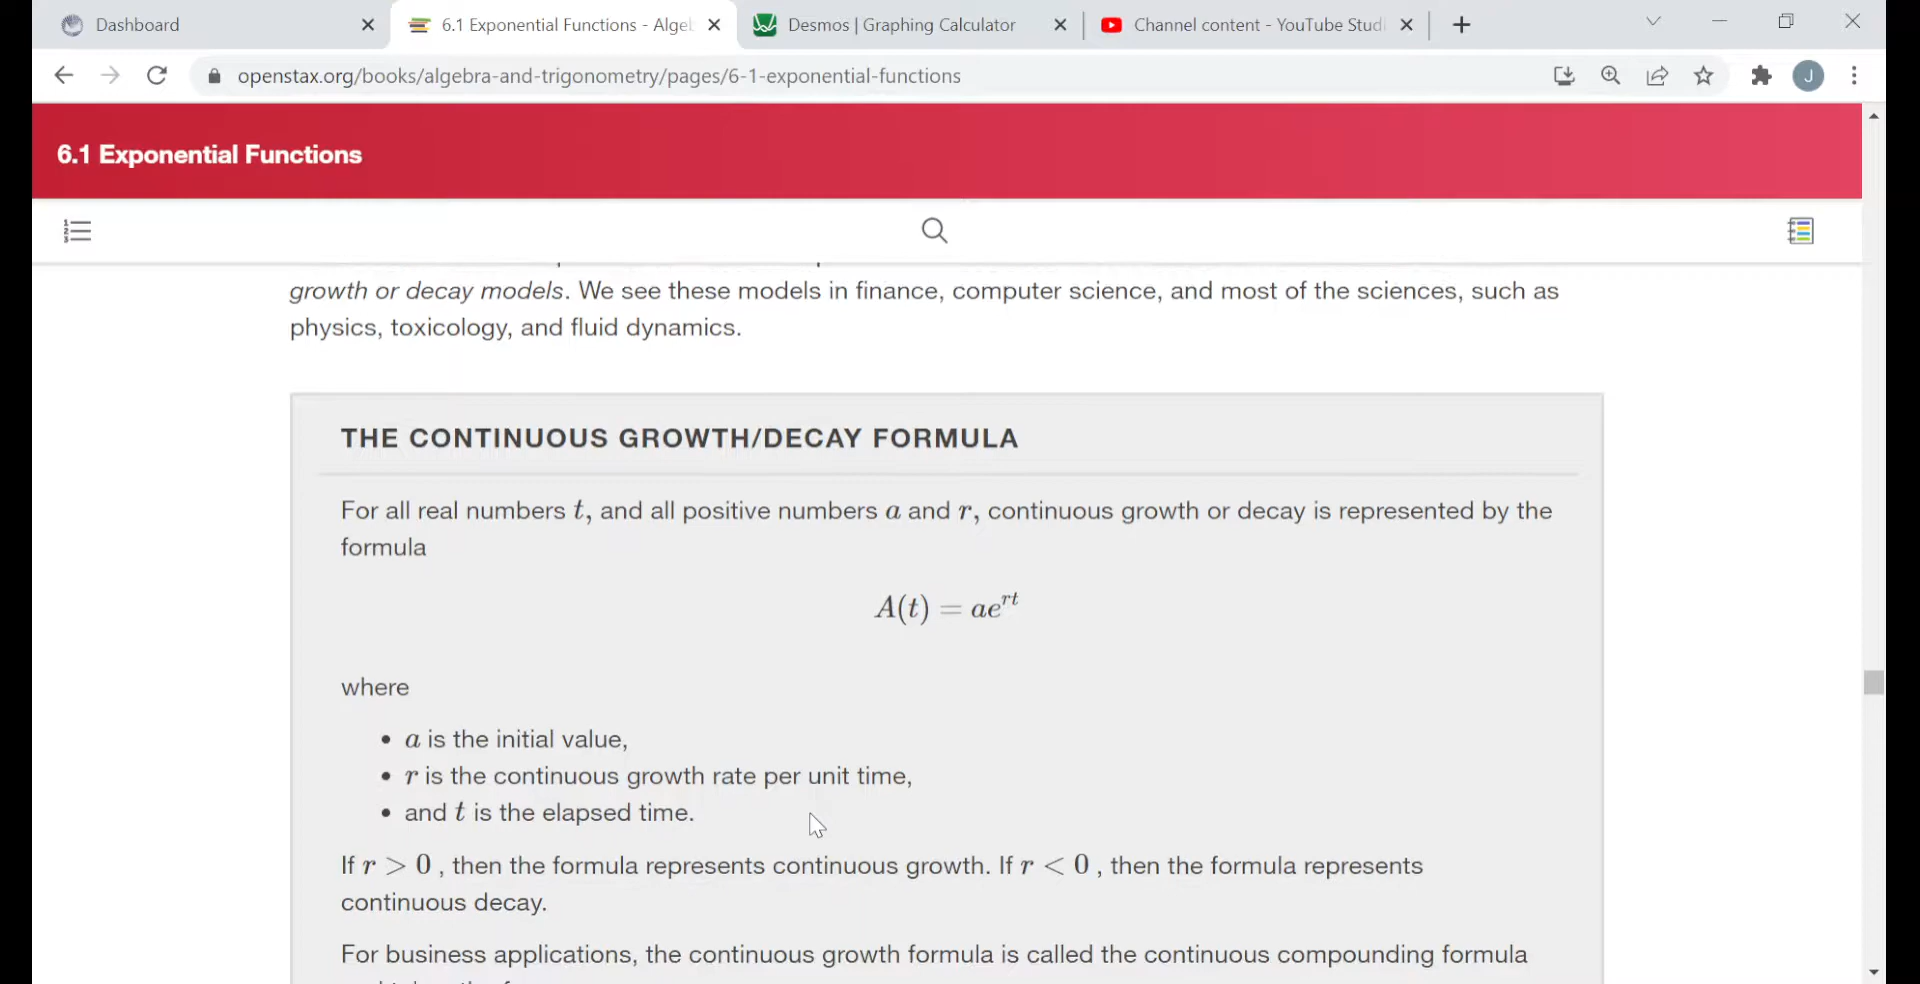 Dashboard
6.1 Exponential Functions - Alge
Desmos | Graphing Calculator
Channel content - YouTube Studi
openstax.org/books/algebra-and-trigonometry/pages/6-1-exponential-functions
J
6.1 Exponential Functions
growth or decay models. We see these models in finance, computer science, and most of the sciences, such as
physics, toxicology, and fluid dynamics.
THE CONTINUOUS GROWTH/DECAY FORMULA
For all real numbers t, and all positive numbers a and r, continuous growth or decay is represented by the
formula
A(t) = ae^{rt}
where
• a is the initial value,
• r is the continuous growth rate per unit time,
• and t is the elapsed time.
If r > 0 , then the formula represents continuous growth. If r < 0 , then the formula represents
continuous decay.
For business applications, the continuous growth formula is called the continuous compounding formula